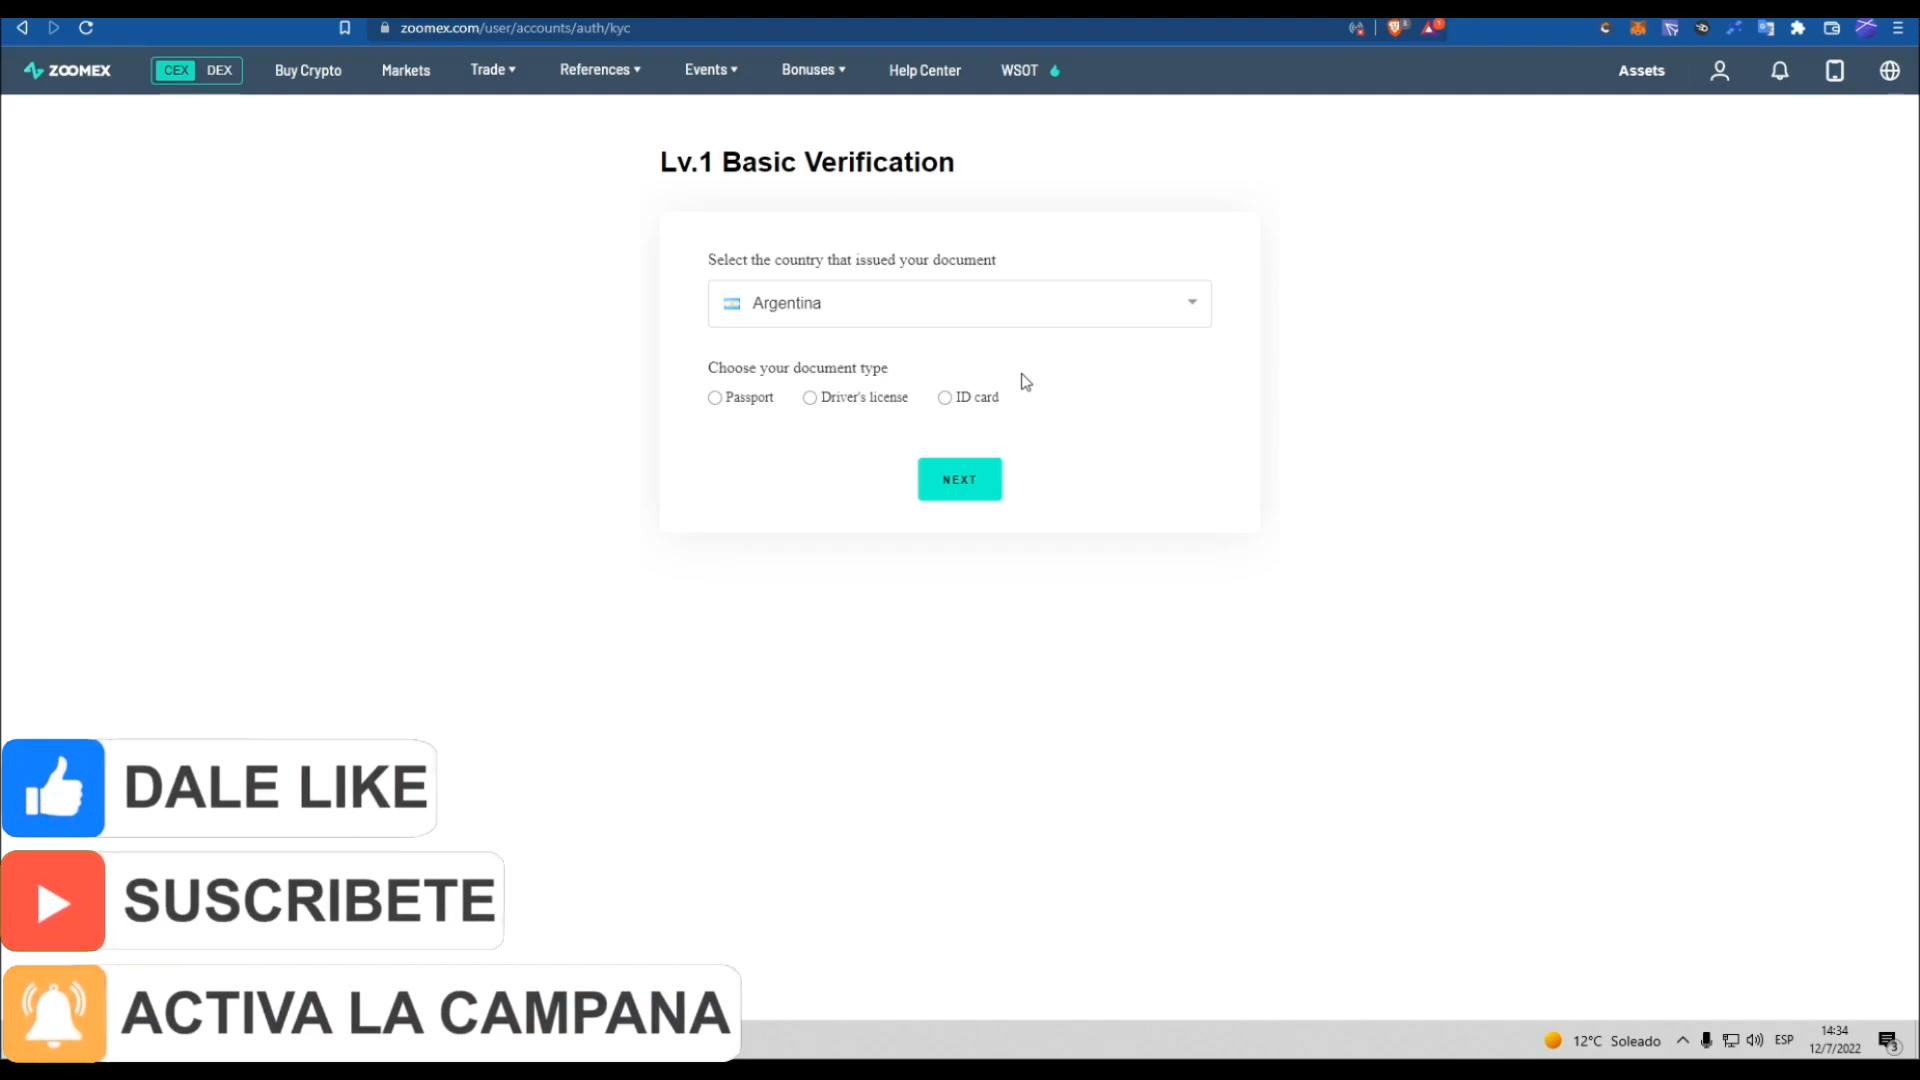 zoomex.com/user/accounts/auth/kyc
ZOOMEX CEX DEX Buy Crypto Markets Trade References Events Bonuses Help Center WSOT Assets
Lv.1 Basic Verification
Select the country that issued your document
Argentina
Choose your document type
Passport Driver's license ID card
NEXT
DALE LIKE
SUSCRIBETE
ACTIVA LA CAMPANA
12°C Soleado ESP 14:34
12/7/2022 3